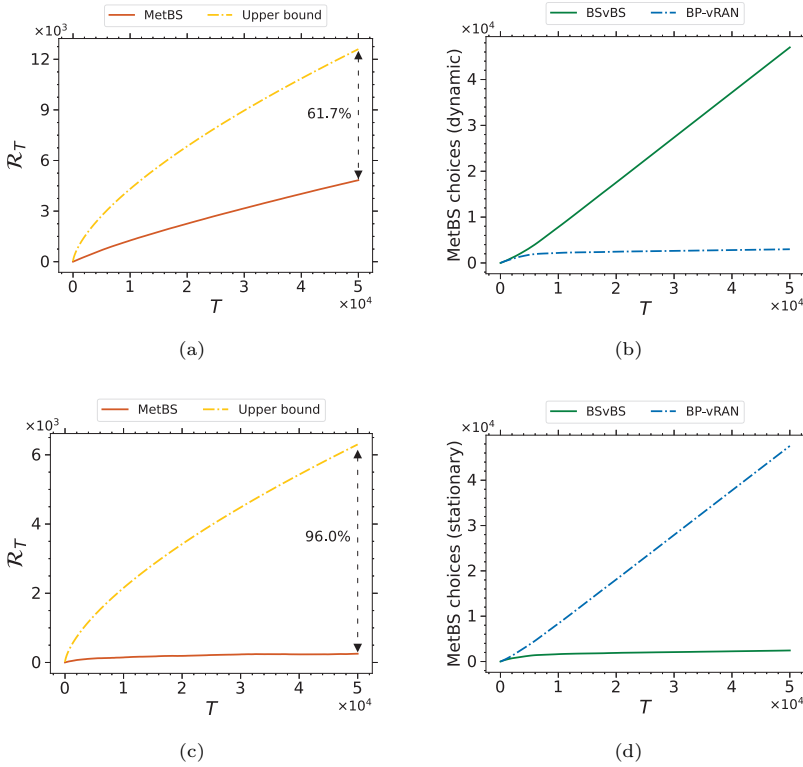 MetBS Upper bound
×10³
12
9
6
3
0
61.7%
R_T
0 1 2 3 4 5
T ×10⁴
(a)
BSvBS BP-vRAN
×10⁴
4
3
2
1
0
MetBS choices (dynamic)
0 1 2 3 4 5
T ×10⁴
(b)
MetBS Upper bound
×10³
6
4
2
0
96.0%
R_T
0 1 2 3 4 5
T ×10⁴
(c)
BSvBS BP-vRAN
×10⁴
4
3
2
1
0
MetBS choices (stationary)
0 1 2 3 4 5
T ×10⁴
(d)